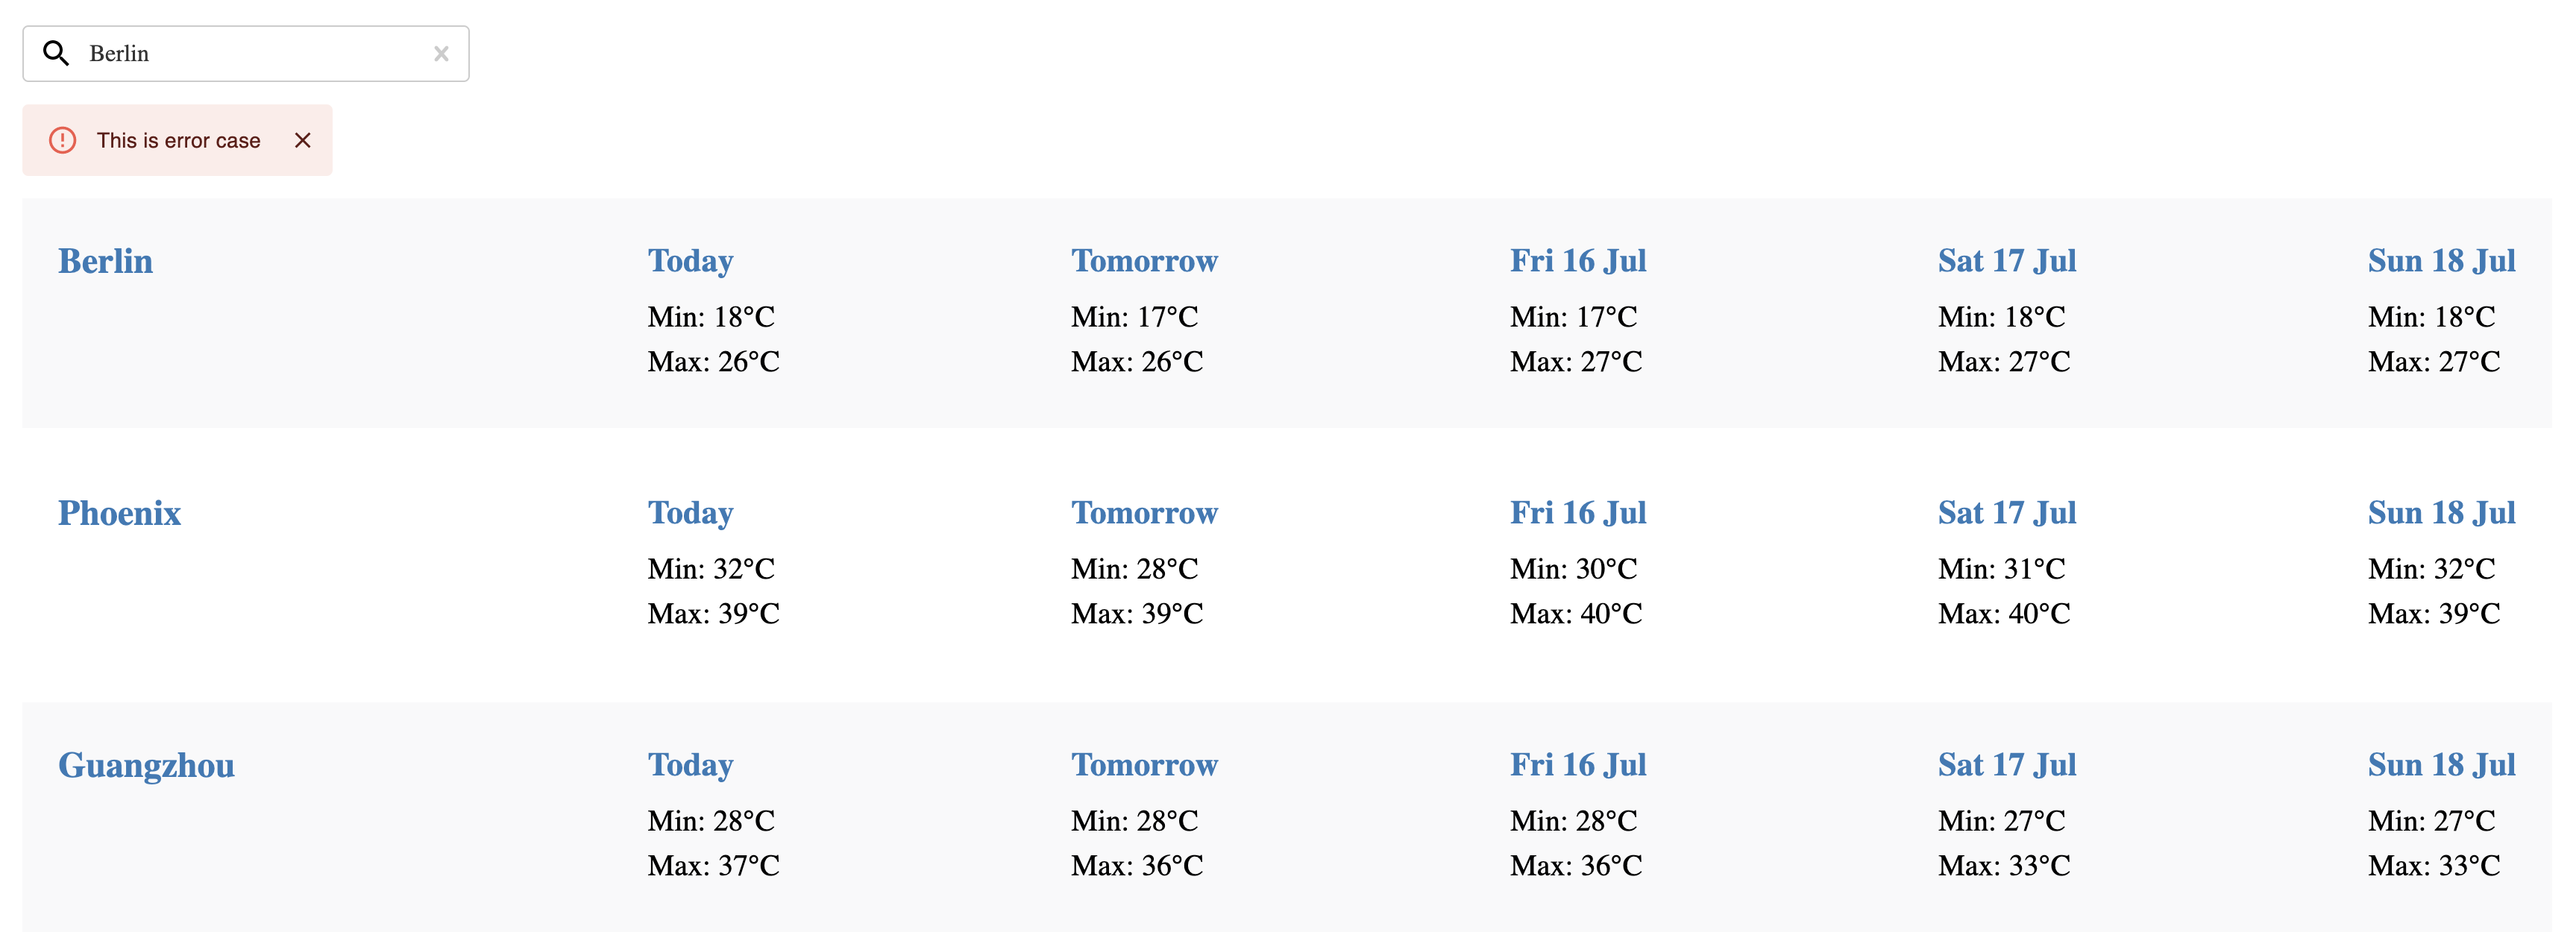 Berlin
This is error case
Berlin
Today
Min: 18°C
Max: 26°C
Tomorrow
Min: 17°C
Max: 26°C
Fri 16 Jul
Min: 17°C
Max: 27°C
Sat 17 Jul
Min: 18°C
Max: 27°C
Sun 18 Jul
Min: 18°C
Max: 27°C
Phoenix
Today
Min: 32°C
Max: 39°C
Tomorrow
Min: 28°C
Max: 39°C
Fri 16 Jul
Min: 30°C
Max: 40°C
Sat 17 Jul
Min: 31°C
Max: 40°C
Sun 18 Jul
Min: 32°C
Max: 39°C
Guangzhou
Today
Min: 28°C
Max: 37°C
Tomorrow
Min: 28°C
Max: 36°C
Fri 16 Jul
Min: 28°C
Max: 36°C
Sat 17 Jul
Min: 27°C
Max: 33°C
Sun 18 Jul
Min: 27°C
Max: 33°C